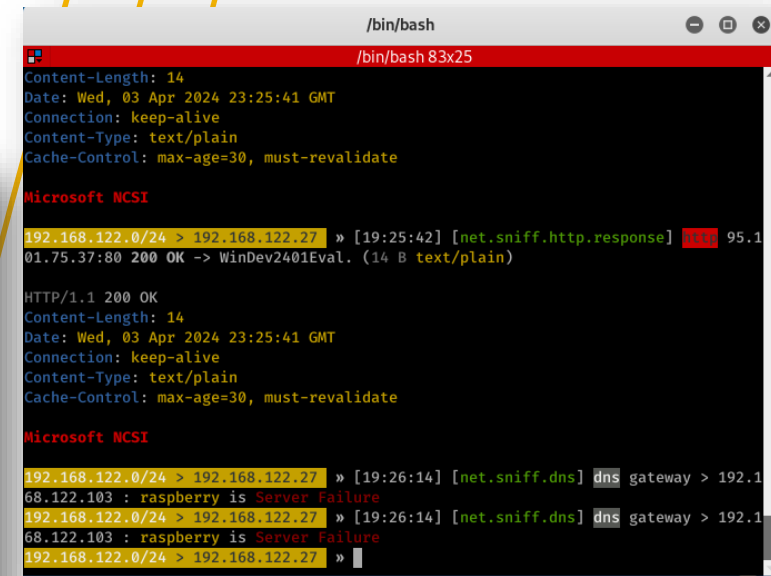 /bin/bash
/bin/bash 83x25
Content-Length: 14
Date: Wed, 03 Apr 2024 23:25:41 GMT
Connection: keep-alive
Content-Type: text/plain
Cache-Control: max-age=30, must-revalidate
Microsoft NCSI
192.168.122.0/24 > 192.168.122.27 » [19:25:42] [net.sniff.http.response] http 95.1
01.75.37:80 200 OK -> WinDev2401Eval. (14 B text/plain)
HTTP/1.1 200 OK
Content-Length: 14
Date: Wed, 03 Apr 2024 23:25:41 GMT
Connection: keep-alive
Content-Type: text/plain
Cache-Control: max-age=30, must-revalidate
Microsoft NCSI
192.168.122.0/24 > 192.168.122.27 » [19:26:14] [net.sniff.dns] dns gateway > 192.1
68.122.103 : raspberry is Server Failure
192.168.122.0/24 > 192.168.122.27 » [19:26:14] [net.sniff.dns] dns gateway > 192.1
68.122.103 : raspberry is Server Failure
192.168.122.0/24 > 192.168.122.27 »